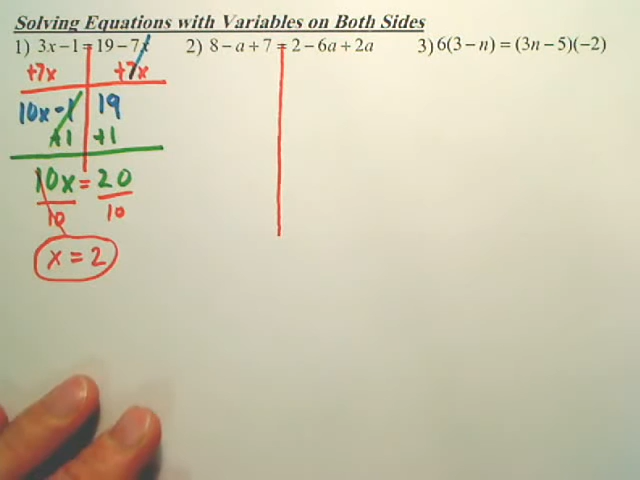 Solving Equations with Variables on Both Sides
1) 3x – 1 = 19 – 7x
+7x +7x
10x - 1 19
+1 +1
10x = 20
10 10
x = 2
2) 8 – a + 7 = 2 – 6a + 2a
3) 6(3 – n) = (3n – 5)(–2)